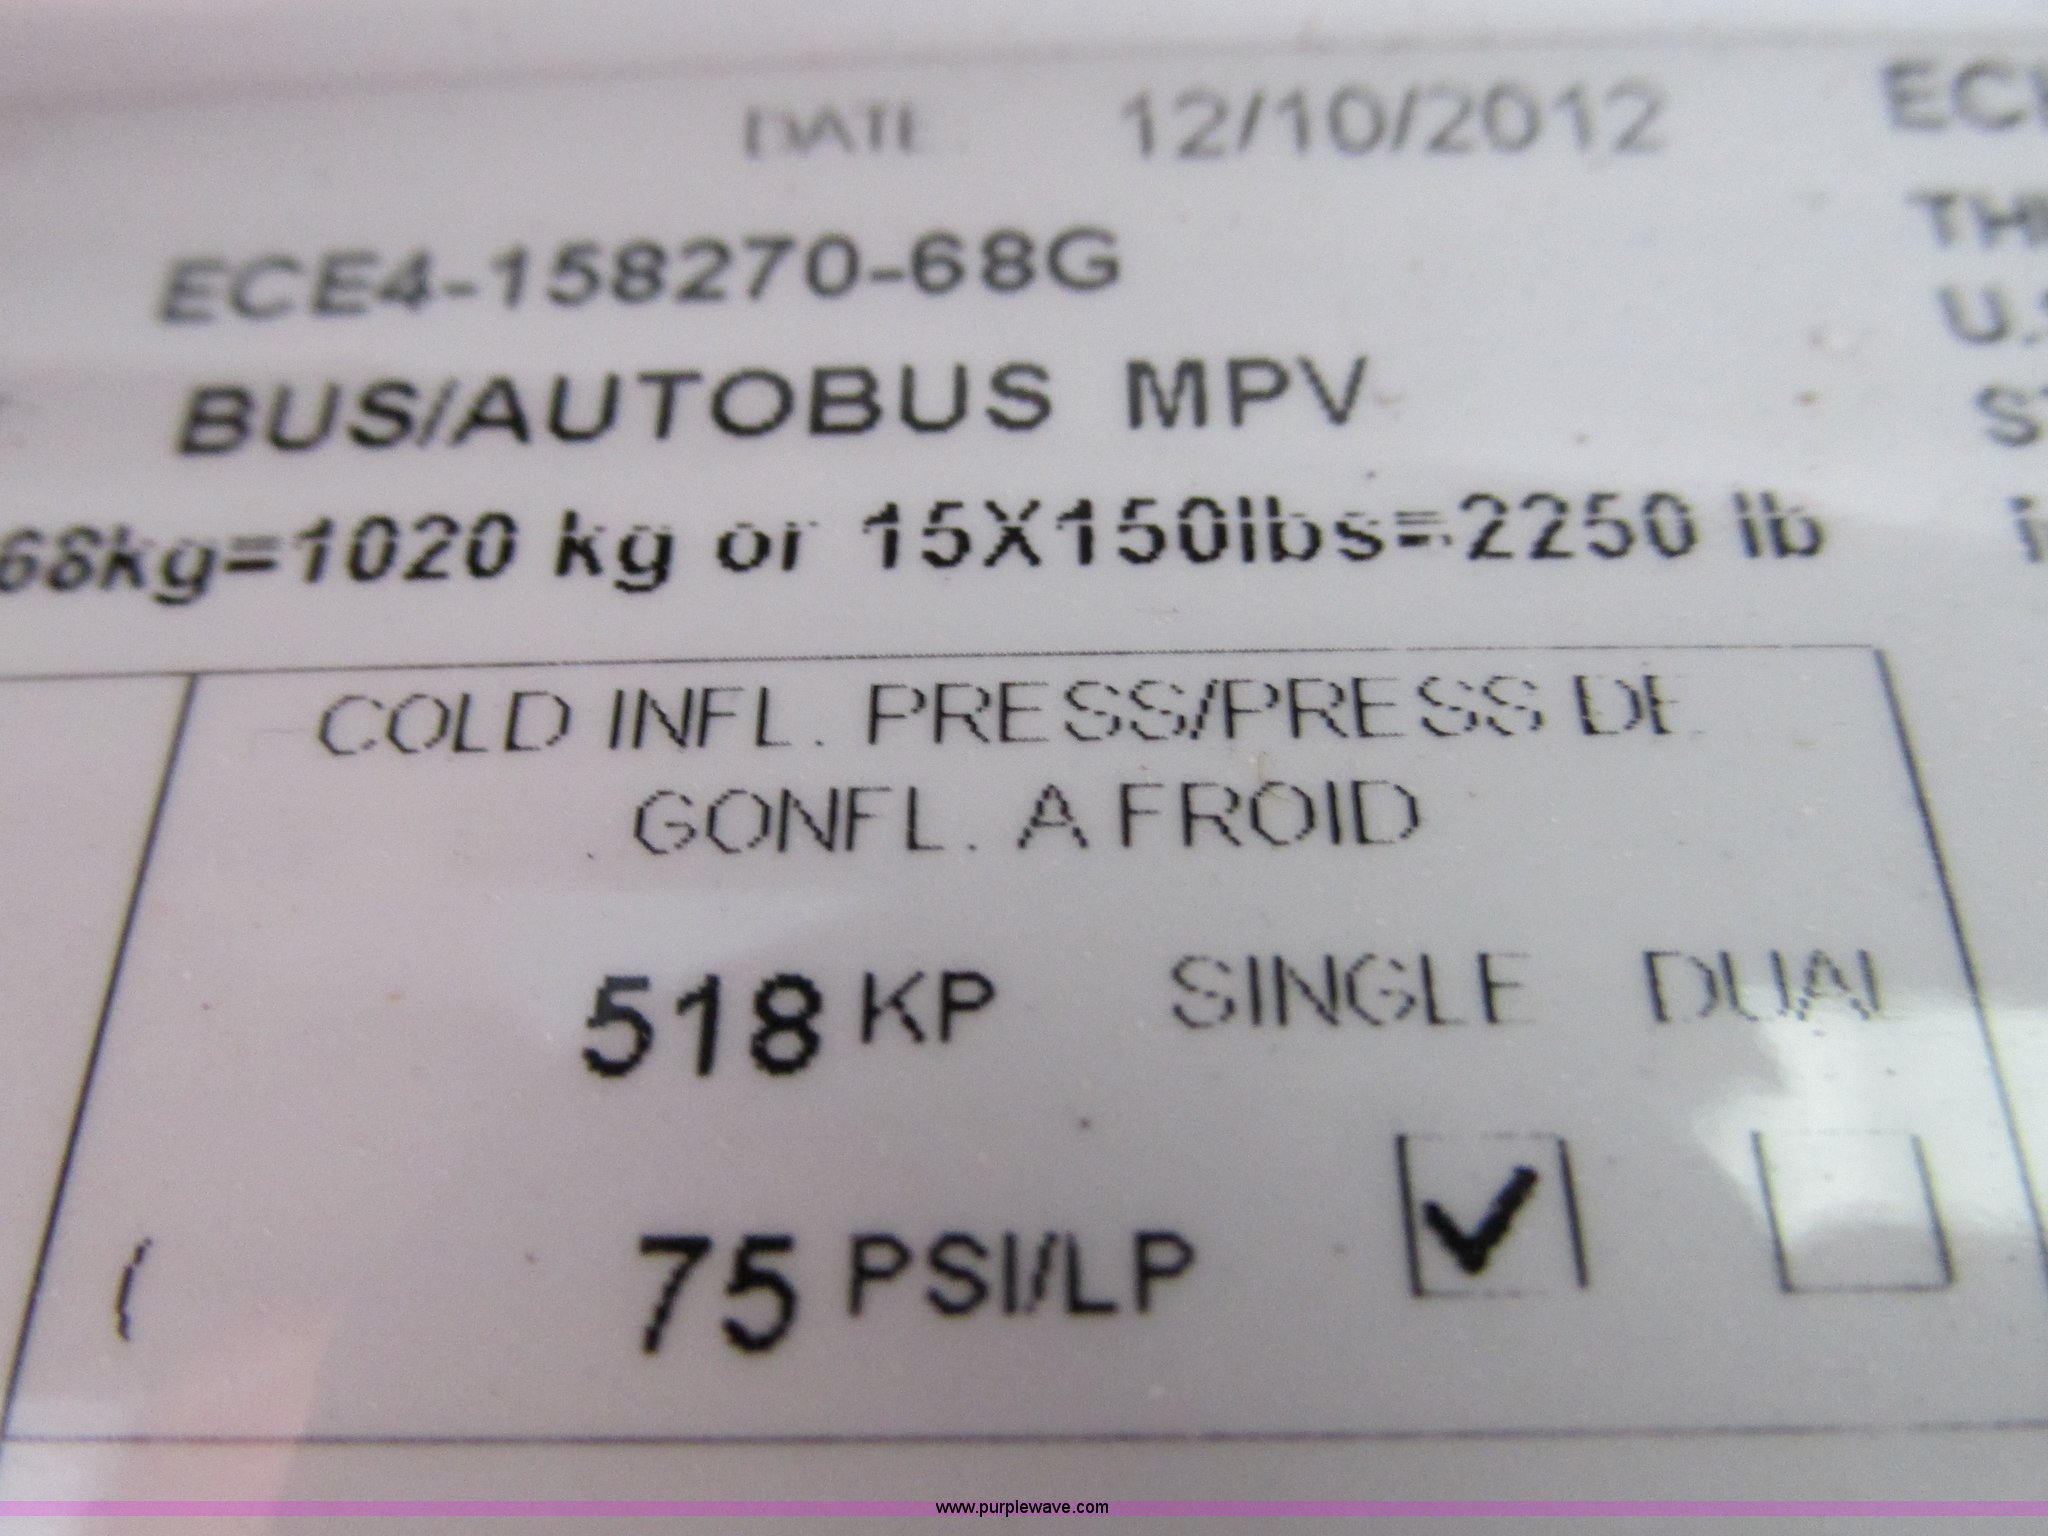 DATE 12/10/2012
ECE4-158270-68G
BUS/AUTOBUS MPV
68kg=1020 kg or 15X150lbs=2250 lb
COLD INFL. PRESS/PRESS DE
GONFL. A FROID
518 KP SINGLE DUAL
( 75 PSI/LP
www.purplewave.com